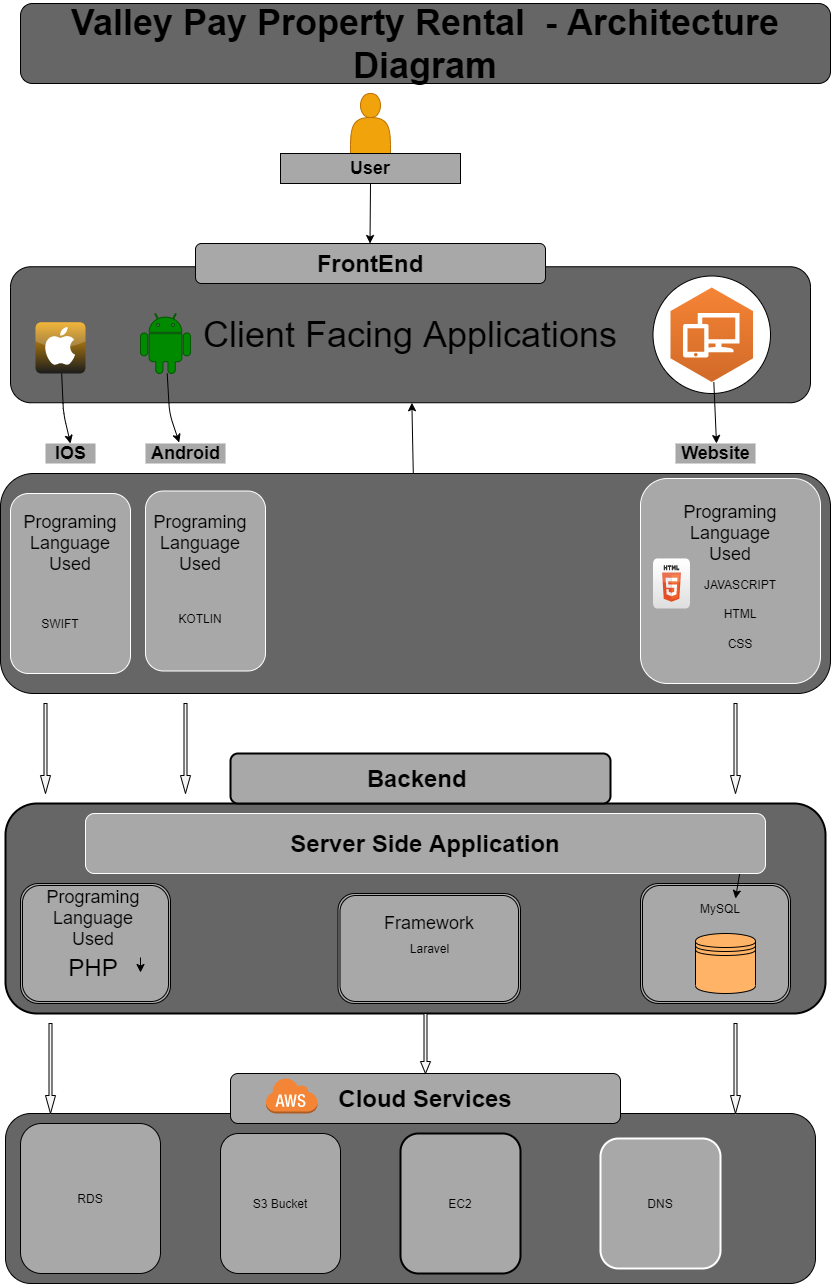 Valley Pay Property Rental - Architecture
Diagram
User
FrontEnd
Client Facing Applications
IOS
Android
Website
Programing
Language
Used
SWIFT
Programing
Language
Used
KOTLIN
Programing
Language
Used
HTML
5
JAVASCRIPT
HTML
CSS
Backend
Server Side Application
Programing
Language
Used
PHP
Framework
Laravel
MySQL
AWS
Cloud Services
RDS
S3 Bucket
EC2
DNS